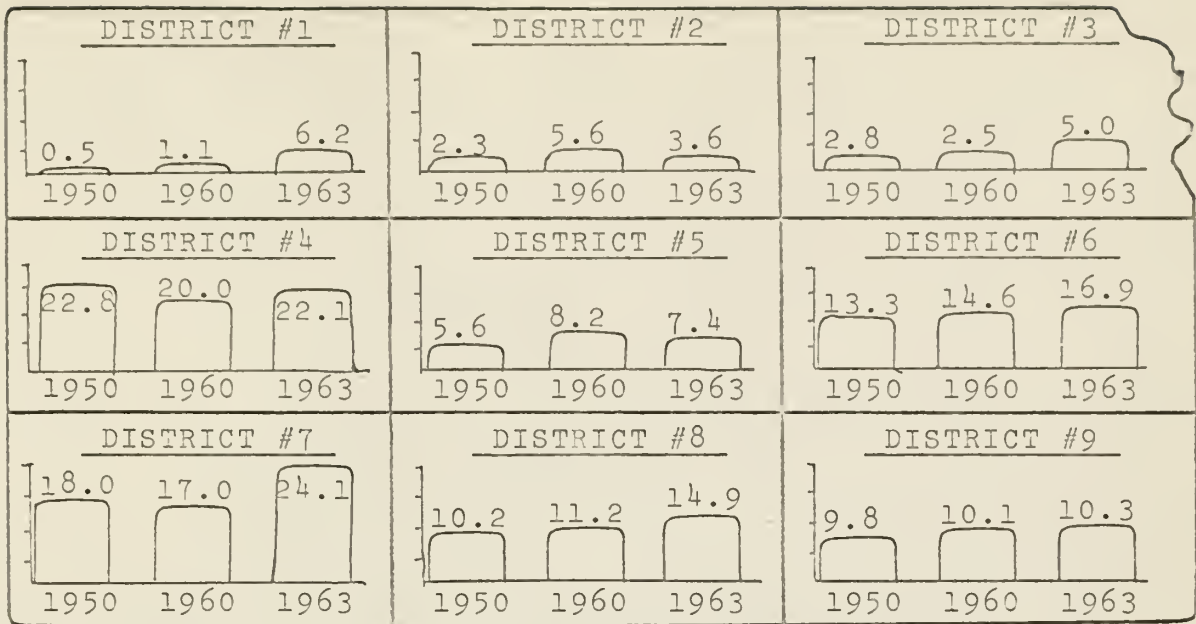 DISTRICT #1
0.5 1.1 6.2
1950 1960 1963
DISTRICT #2
2.3 5.6 3.6
1950 1960 1963
DISTRICT #3
2.8 2.5 5.0
1950 1960 1963
DISTRICT #4
22.8 20.0 22.1
1950 1960 1963
DISTRICT #5
5.6 8.2 7.4
1950 1960 1963
DISTRICT #6
13.3 14.6 16.9
1950 1960 1963
DISTRICT #7
18.0 17.0 24.1
1950 1960 1963
DISTRICT #8
10.2 11.2 14.9
1950 1960 1963
DISTRICT #9
9.8 10.1 10.3
1950 1960 1963